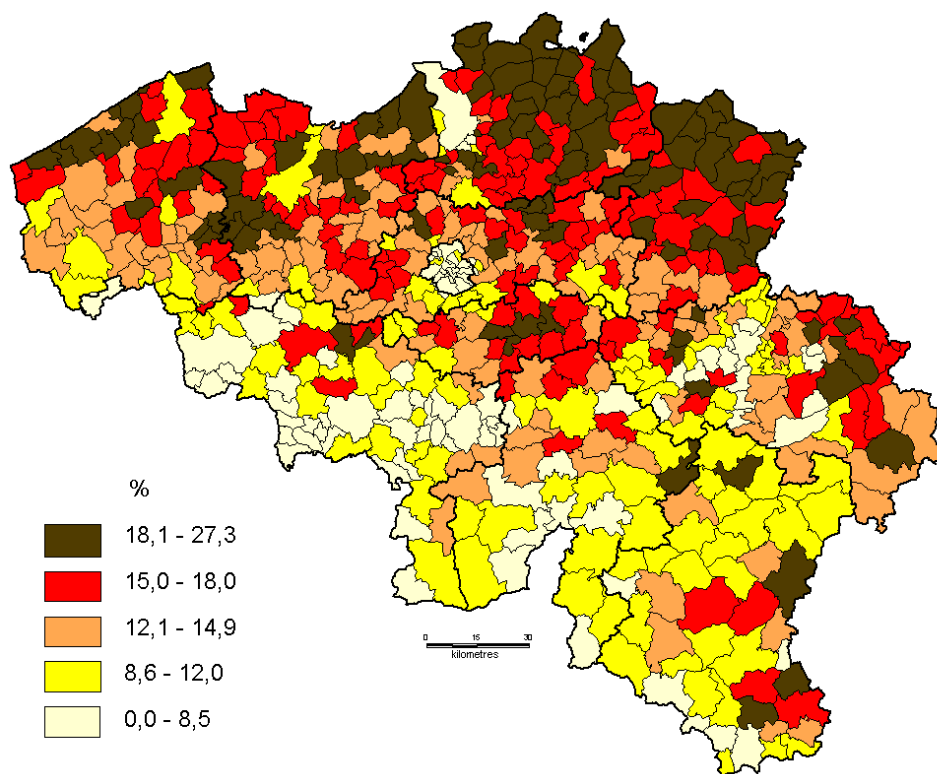 %
18,1 - 27,3
15,0 - 18,0
12,1 - 14,9
8,6 - 12,0
0,0 - 8,5
0 15 30
kilometres